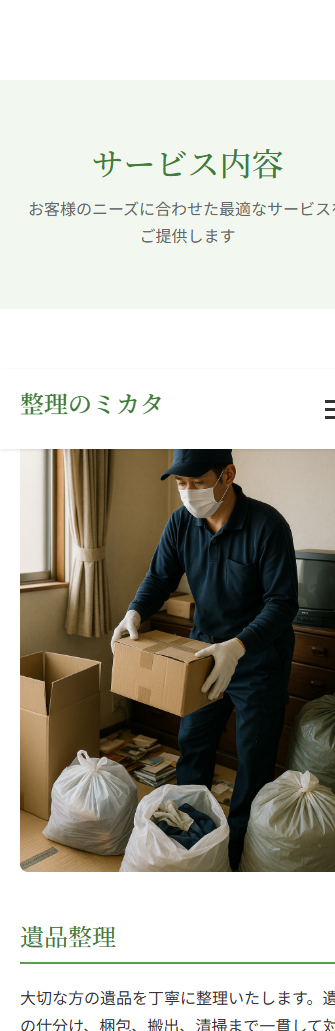 サービス内容
お客様のニーズに合わせた最適なサービスを
ご提供します
整理のミカタ
遺品整理
大切な方の遺品を丁寧に整理いたします。遺
の仕分け、梱包、搬出、清掃まで一貫して対